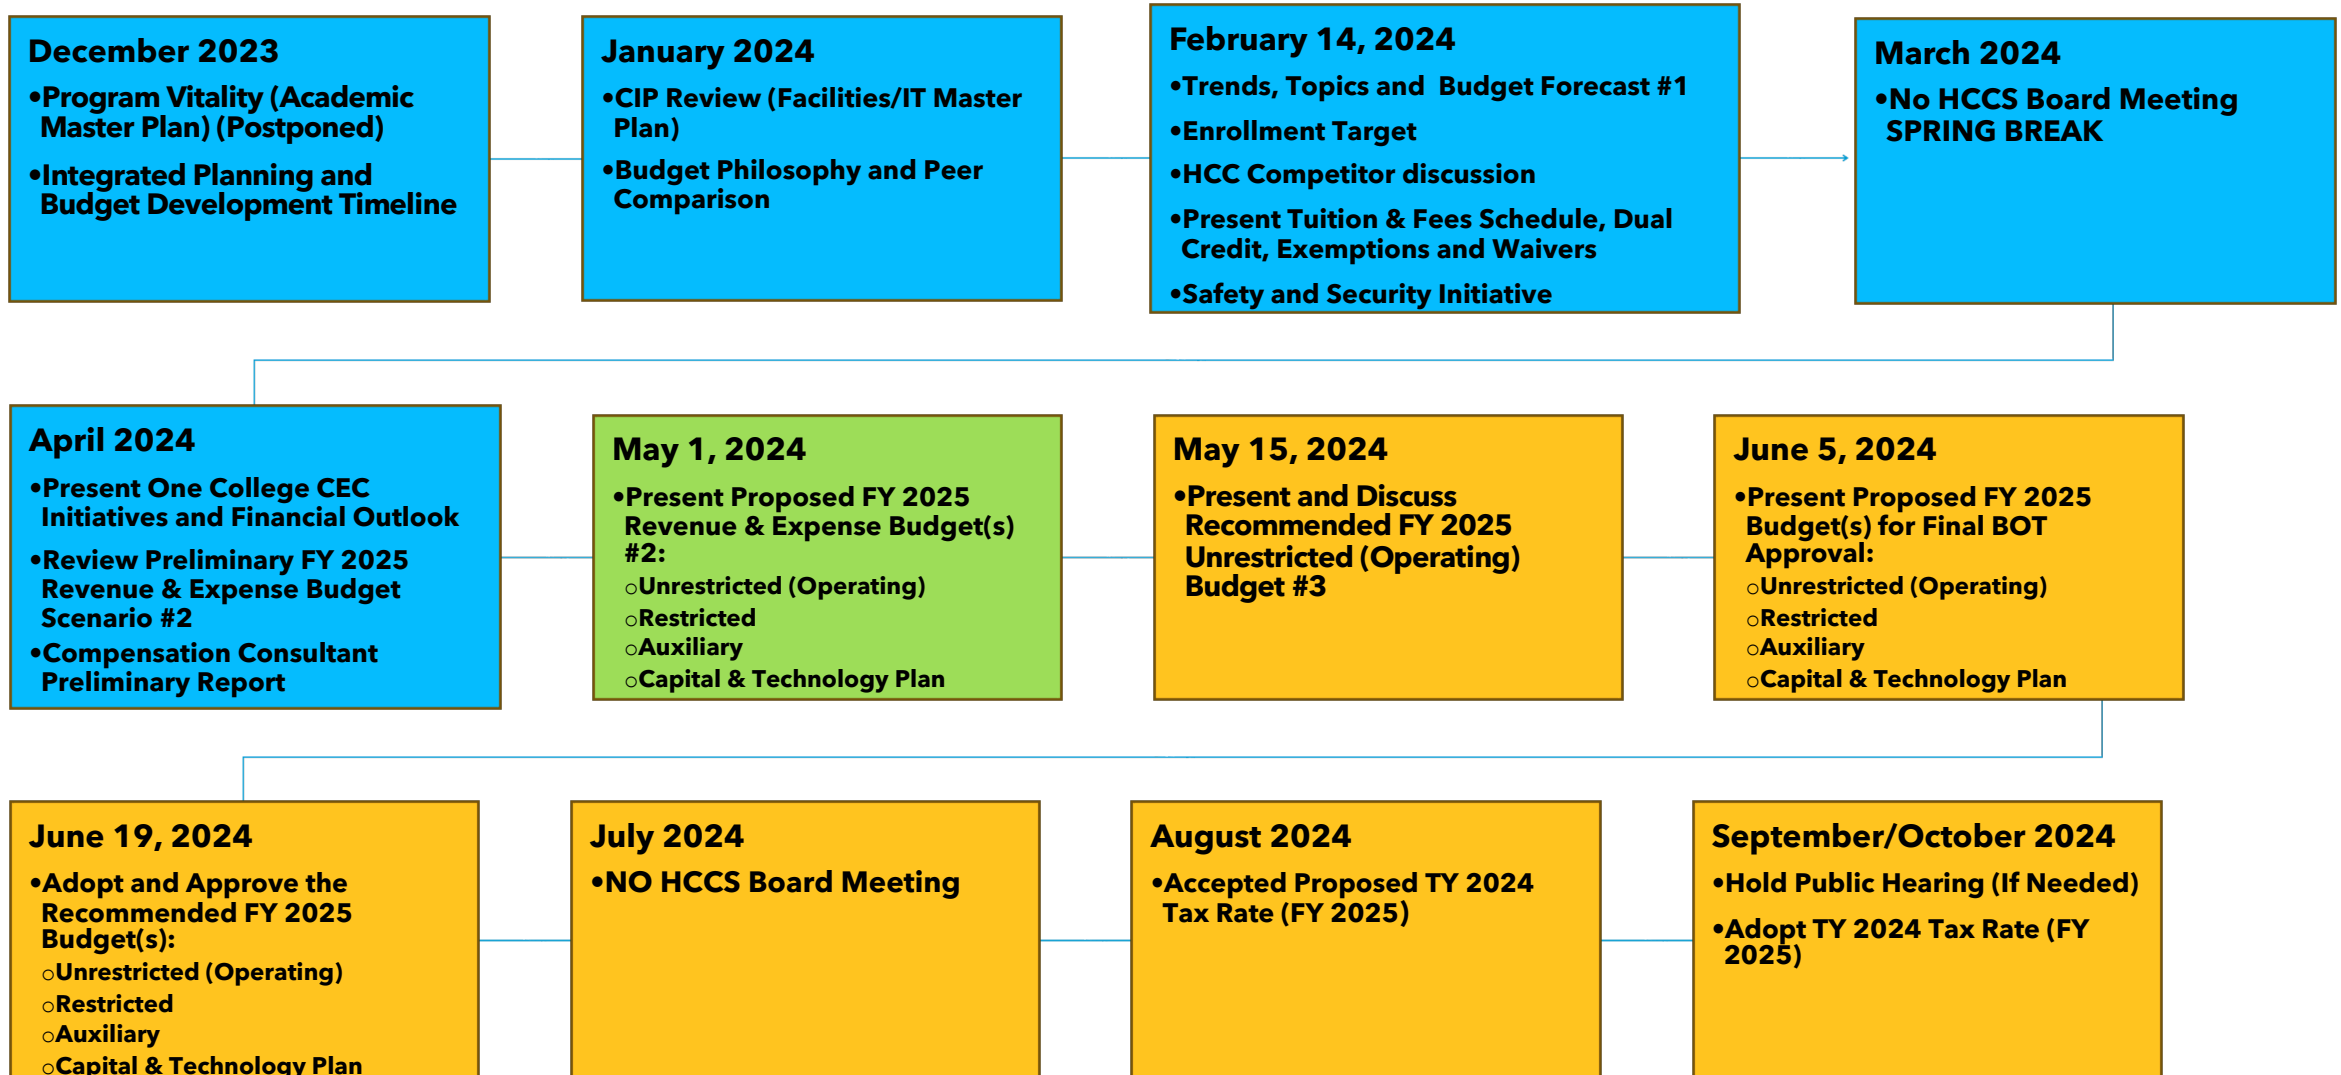 December 2023
•Program Vitality (Academic
Master Plan) (Postponed)
•Integrated Planning and
Budget Development Timeline
January 2024
•CIP Review (Facilities/IT Master
Plan)
•Budget Philosophy and Peer
Comparison
February 14, 2024
•Trends, Topics and Budget Forecast #1
•Enrollment Target
•HCC Competitor discussion
•Present Tuition & Fees Schedule, Dual
Credit, Exemptions and Waivers
•Safety and Security Initiative
March 2024
•No HCCS Board Meeting
SPRING BREAK
April 2024
•Present One College CEC
Initiatives and Financial Outlook
•Review Preliminary FY 2025
Revenue & Expense Budget
Scenario #2
•Compensation Consultant
Preliminary Report
May 1, 2024
•Present Proposed FY 2025
Revenue & Expense Budget(s)
#2:
○Unrestricted (Operating)
○Restricted
○Auxiliary
○Capital & Technology Plan
May 15, 2024
•Present and Discuss
Recommended FY 2025
Unrestricted (Operating)
Budget #3
June 5, 2024
•Present Proposed FY 2025
Budget(s) for Final BOT
Approval:
○Unrestricted (Operating)
○Restricted
○Auxiliary
○Capital & Technology Plan
June 19, 2024
•Adopt and Approve the
Recommended FY 2025
Budget(s):
○Unrestricted (Operating)
○Restricted
○Auxiliary
○Capital & Technology Plan
July 2024
•NO HCCS Board Meeting
August 2024
•Accepted Proposed TY 2024
Tax Rate (FY 2025)
September/October 2024
•Hold Public Hearing (If Needed)
•Adopt TY 2024 Tax Rate (FY
2025)